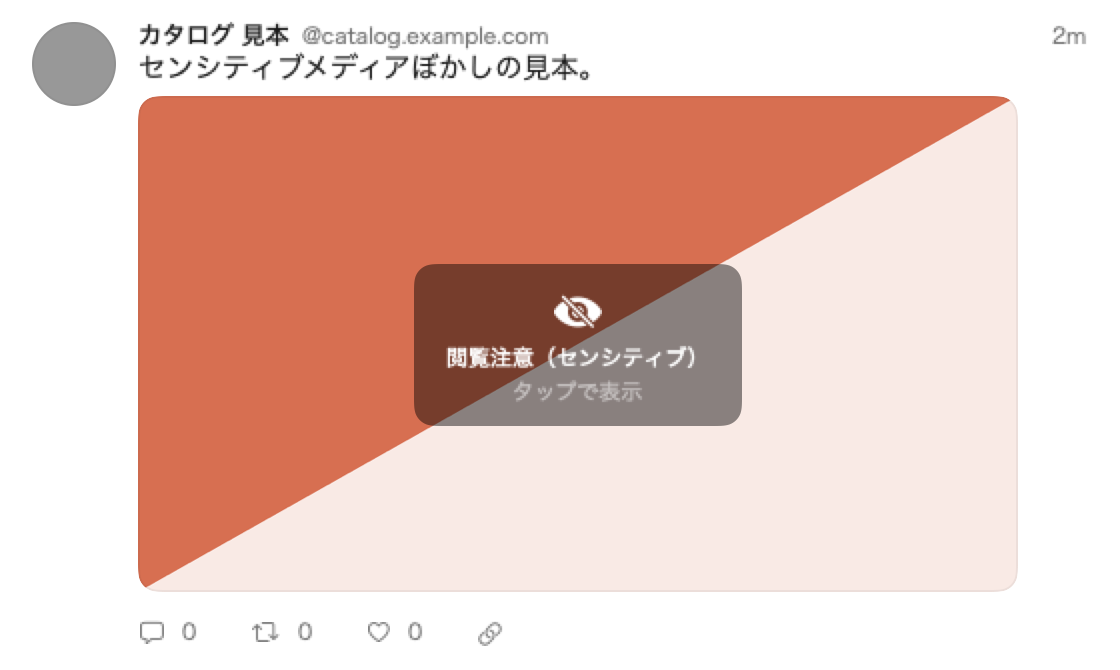 カタログ 見本 @catalog.example.com 2m
センシティブメディアぼかしの見本。
閲覧注意（センシティブ）
タップで表示
0 0 0